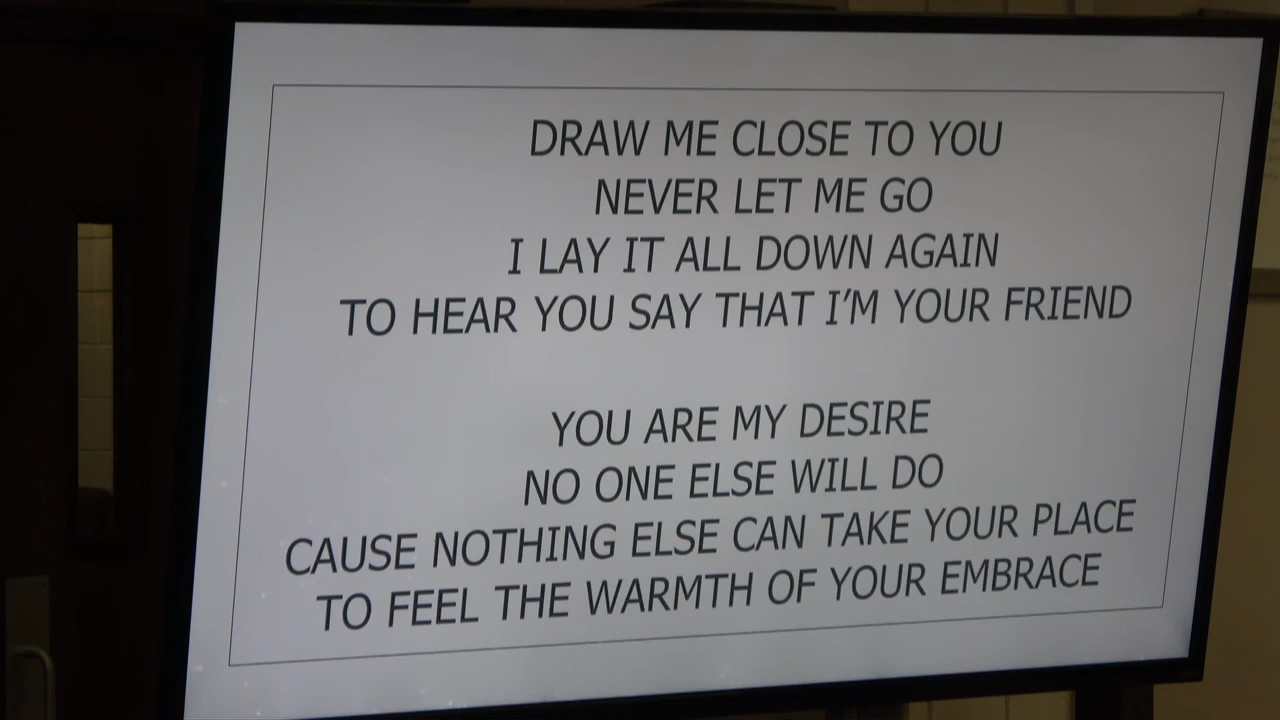 DRAW ME CLOSE TO YOU
NEVER LET ME GO
I LAY IT ALL DOWN AGAIN
TO HEAR YOU SAY THAT I'M YOUR FRIEND
YOU ARE MY DESIRE
NO ONE ELSE WILL DO
CAUSE NOTHING ELSE CAN TAKE YOUR PLACE
TO FEEL THE WARMTH OF YOUR EMBRACE